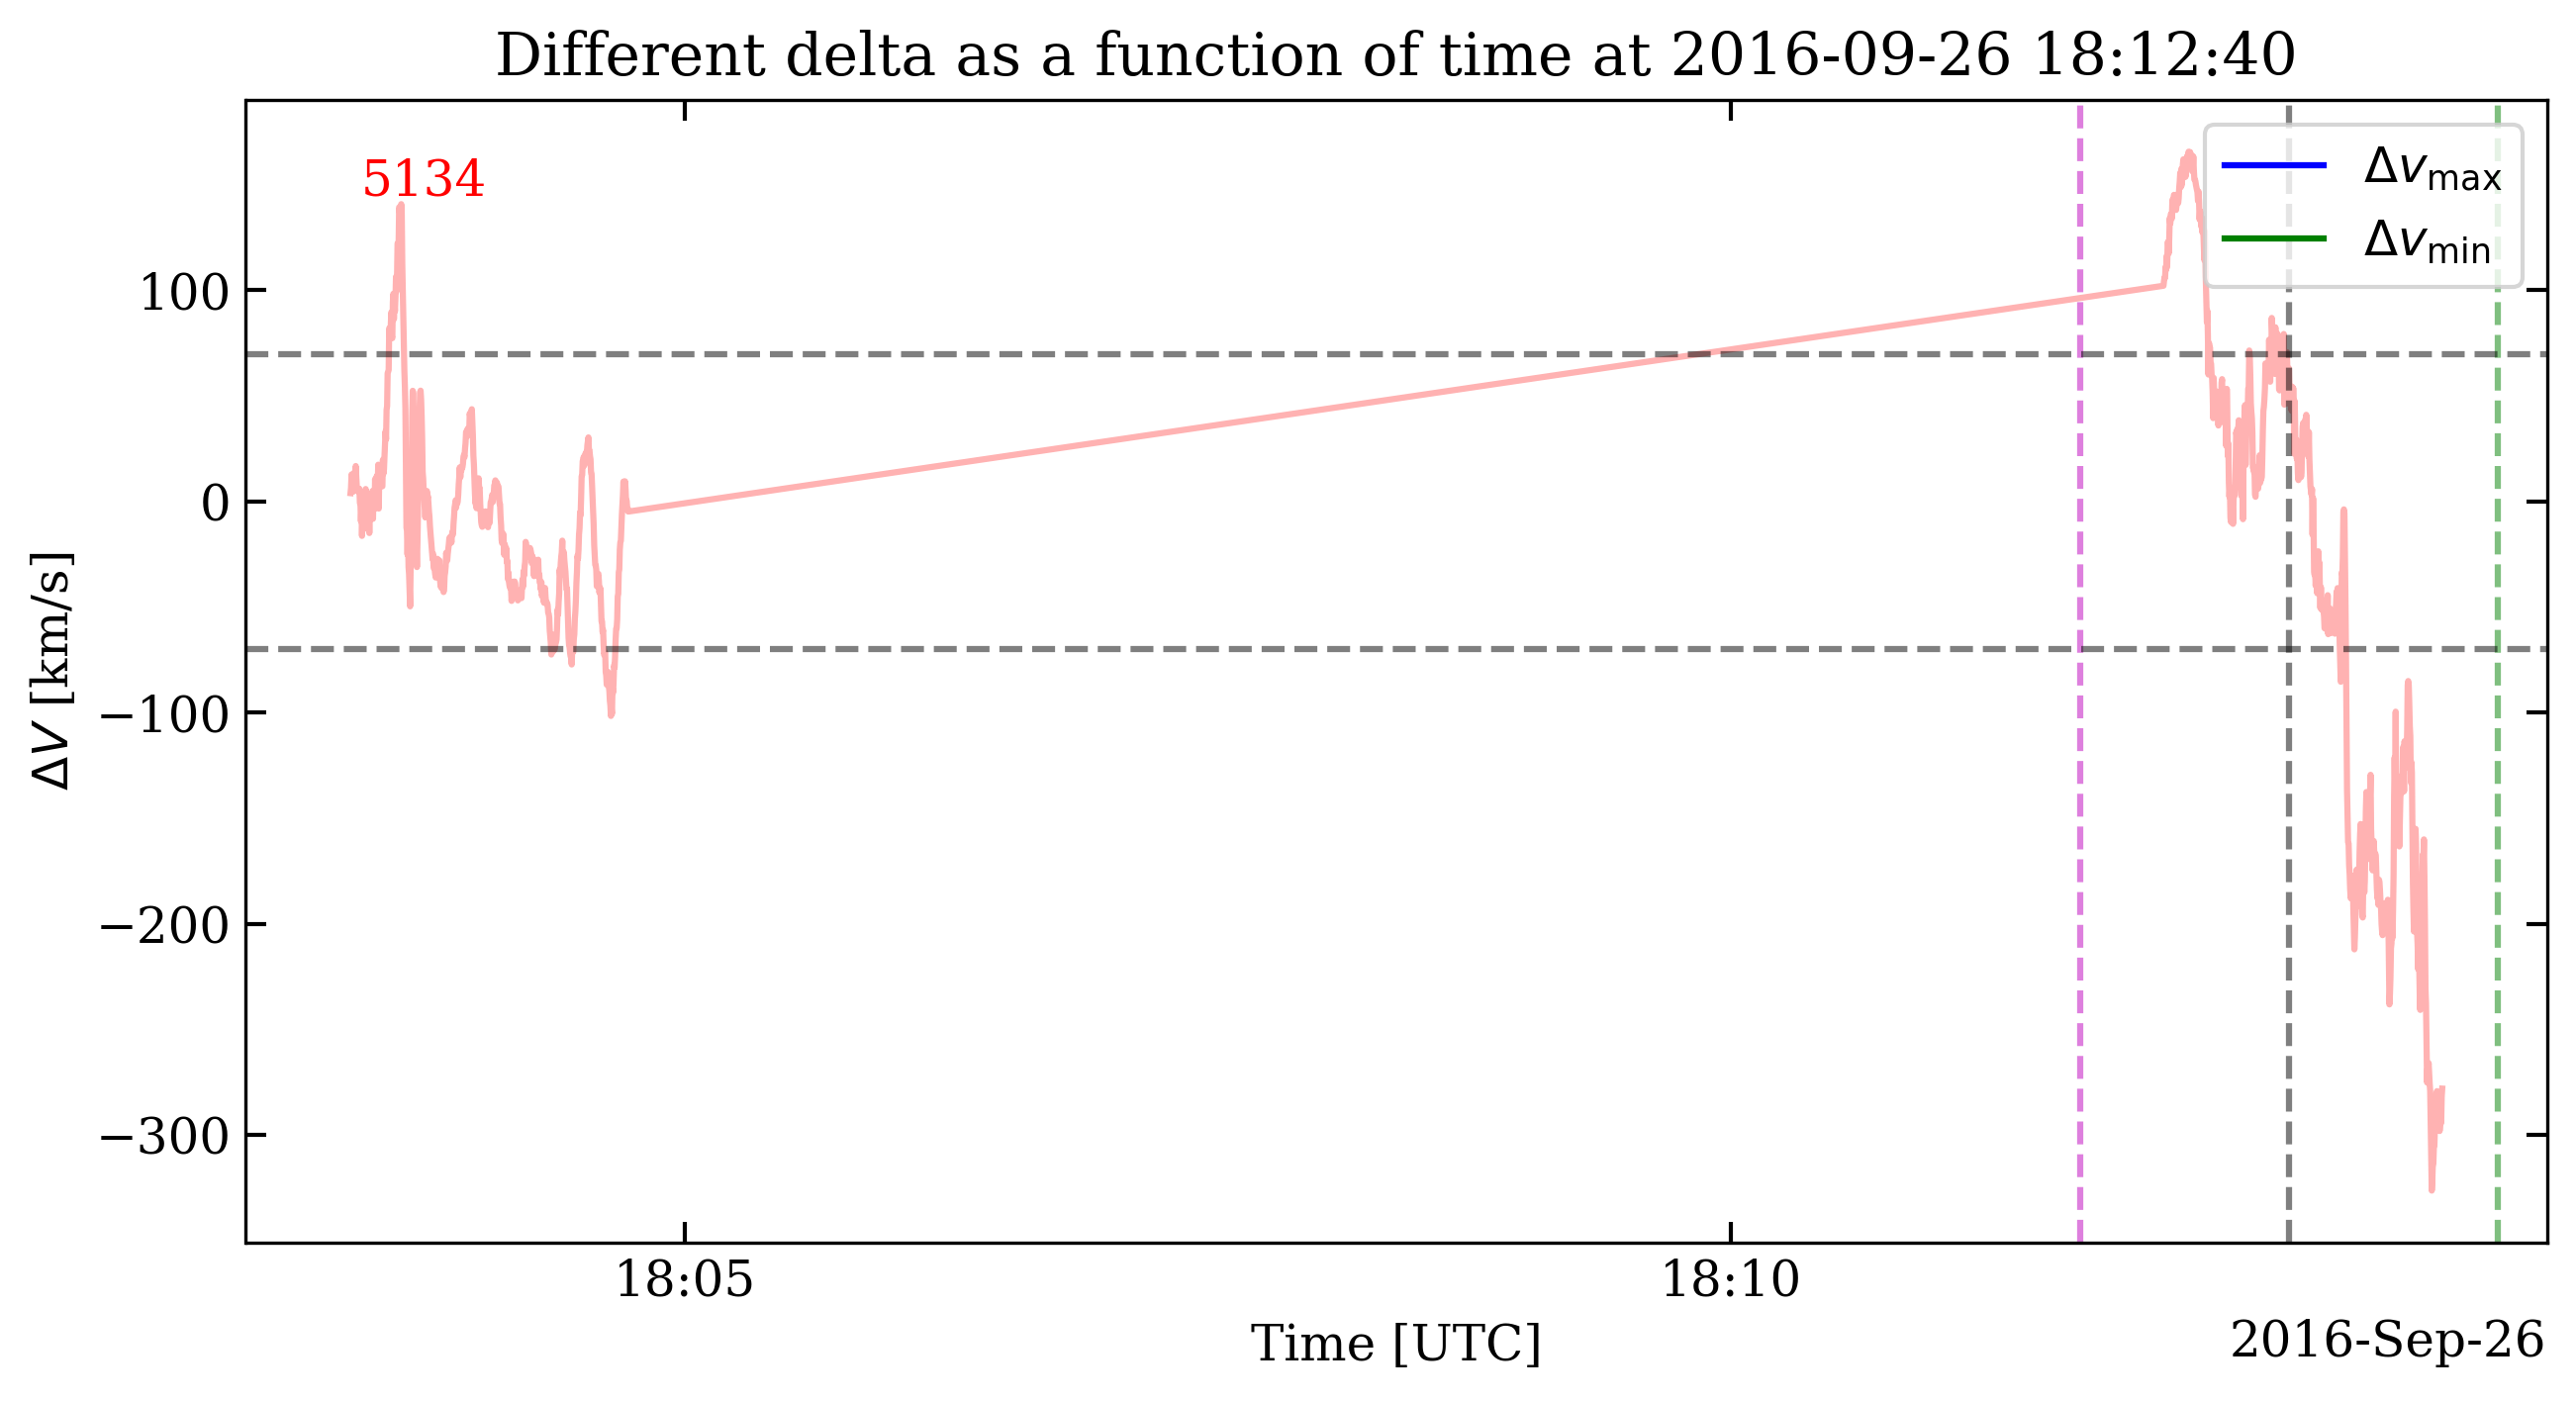 Different delta as a function of time at 2016-09-26 18:12:40
5134
Δvmax
Δvmin
100
0
−100
−200
−300
ΔV [km/s]
18:05
18:10
Time [UTC]
2016-Sep-26